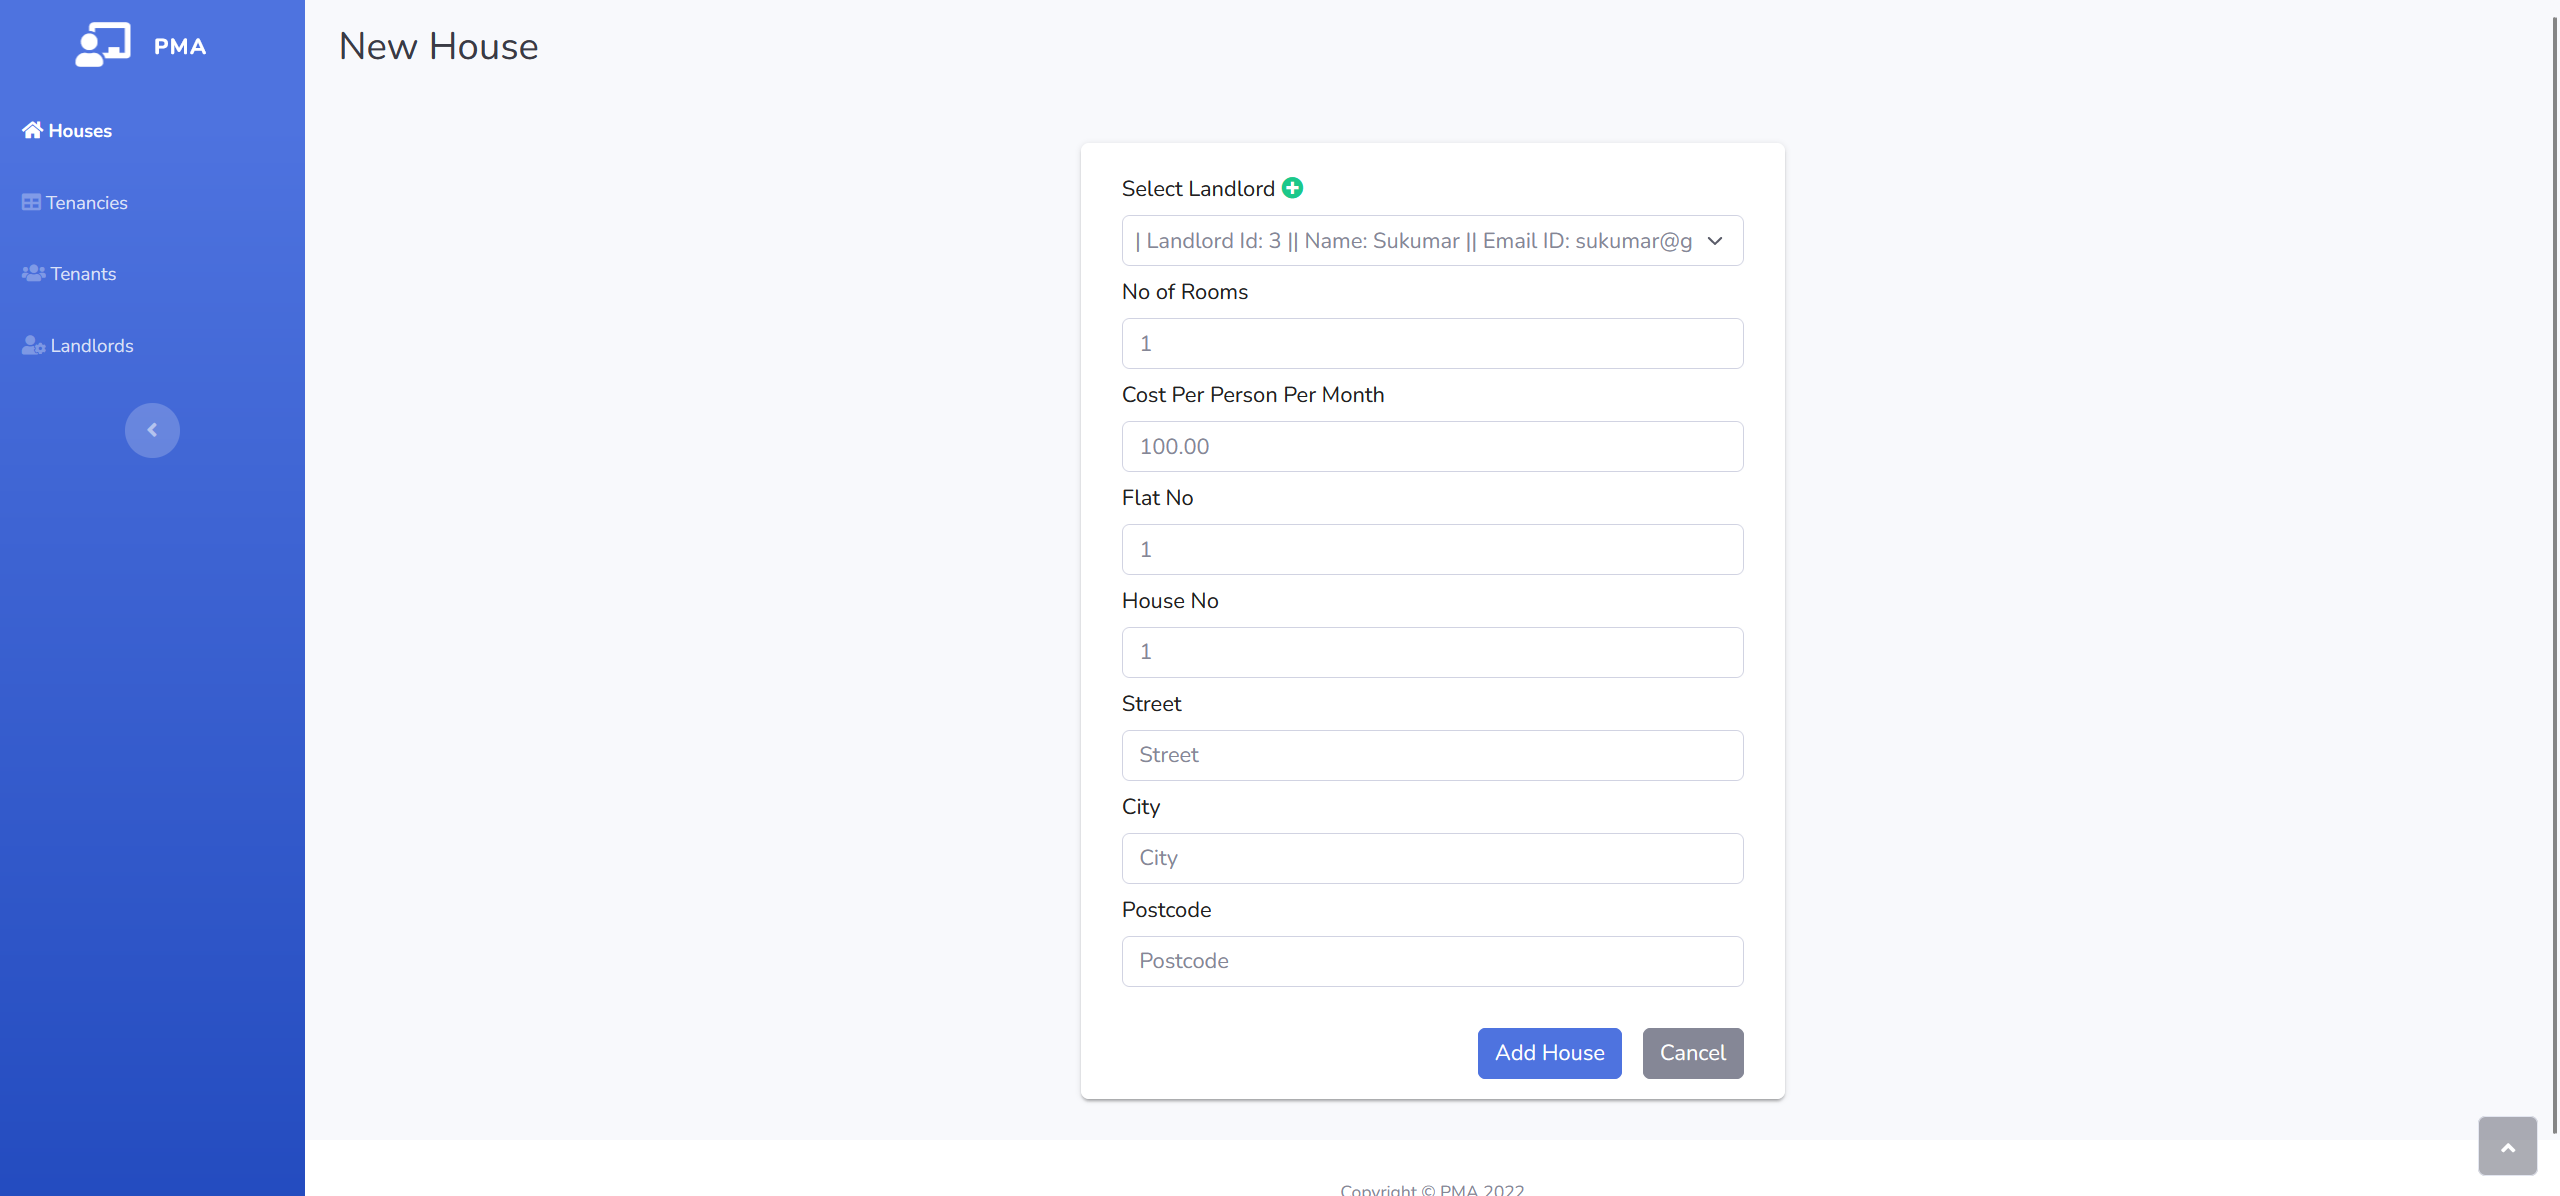 PMA
Houses
Tenancies
Tenants
Landlords
New House
Select Landlord
| Landlord Id: 3 || Name: Sukumar || Email ID: sukumar@g
No of Rooms
1
Cost Per Person Per Month
100.00
Flat No
1
House No
1
Street
Street
City
City
Postcode
Postcode
Add House
Cancel
Copyright © PMA 2022